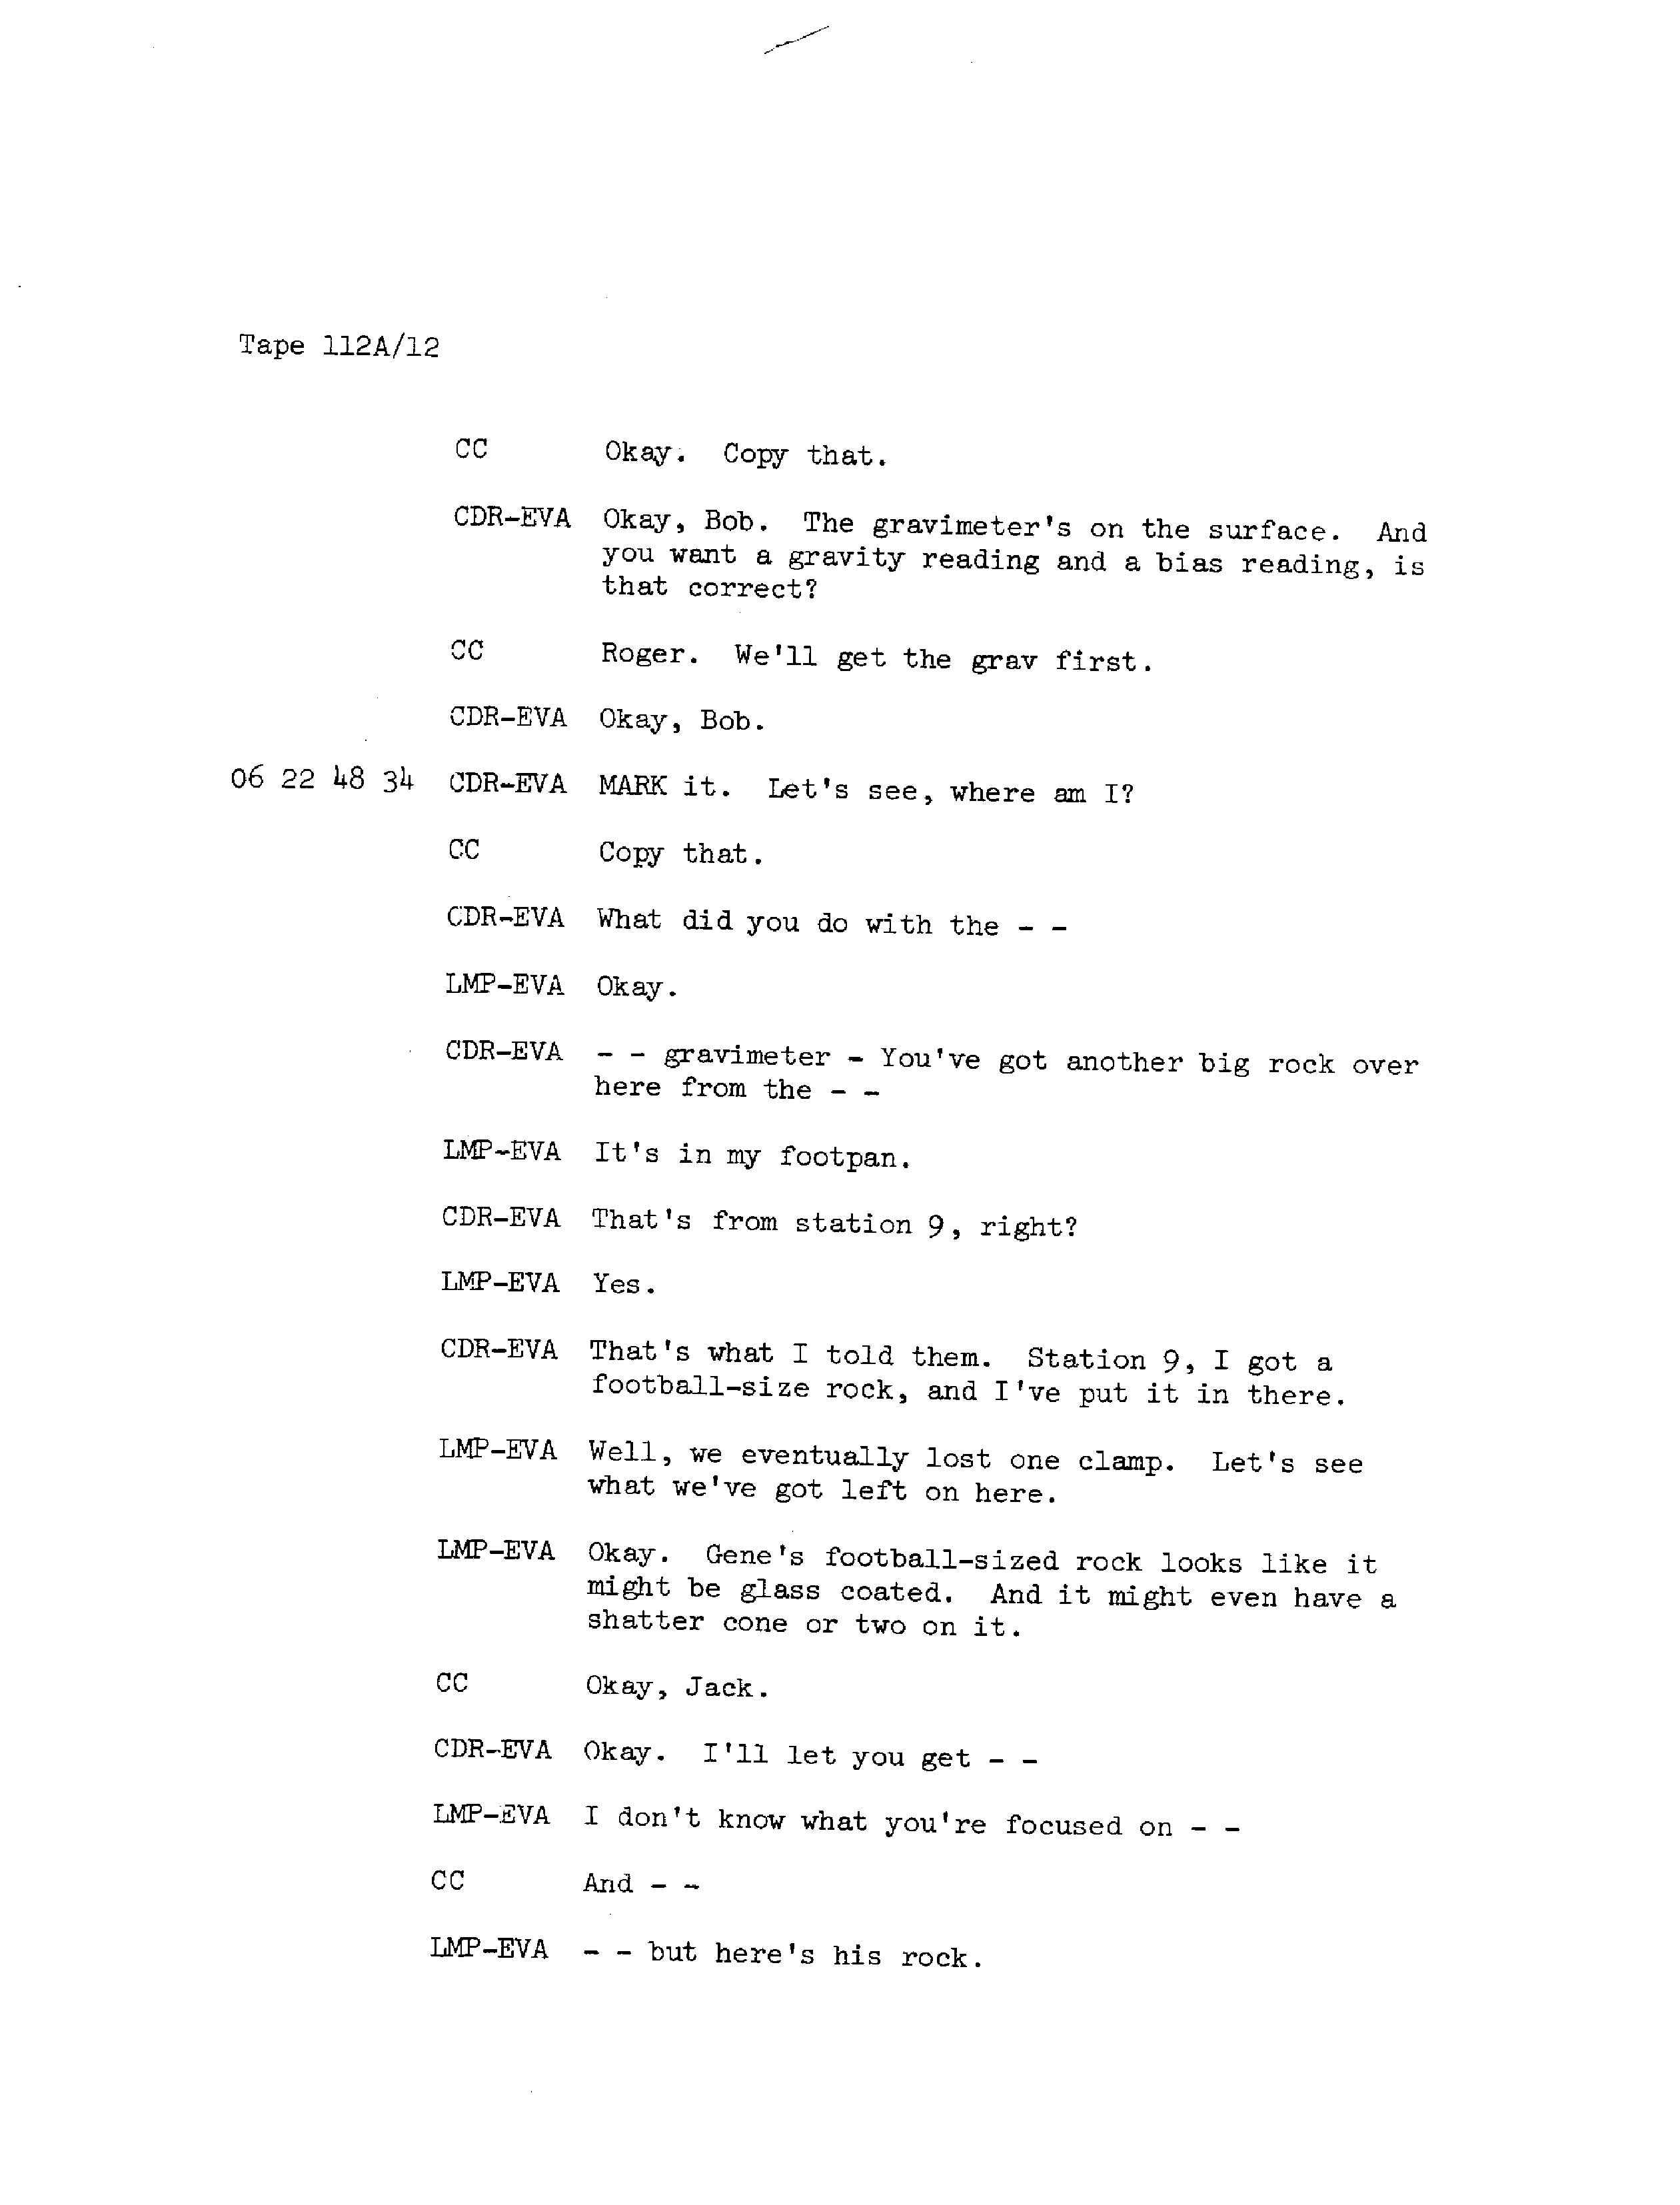 Tape 112A/12
CC Okay. Copy that.
CDR-EVA Okay, Bob. The gravimeter's on the surface. And
you want a gravity reading and a bias reading, is
that correct?
CC Roger. We'll get the grav first.
CDR-EVA Okay, Bob.
06 22 48 34 CDR-EVA MARK it. Let's see, where am I?
CC Copy that.
CDR-EVA What did you do with the - -
LMP-EVA Okay.
CDR-EVA - - gravimeter - You've got another big rock over
here from the - -
LMP-EVA It's in my footpan.
CDR-EVA That's from station 9, right?
LMP-EVA Yes.
CDR-EVA That's what I told them. Station 9, I got a
football-size rock, and I've put it in there.
LMP-EVA Well, we eventually lost one clamp. Let's see
what we've got left on here.
LMP-EVA Okay. Gene's football-sized rock looks like it
might be glass coated. And it might even have a
shatter cone or two on it.
CC Okay, Jack.
CDR-EVA Okay. I'll let you get - -
LMP-EVA I don't know what you're focused on - -
CC And - -
LMP-EVA - - but here's his rock.